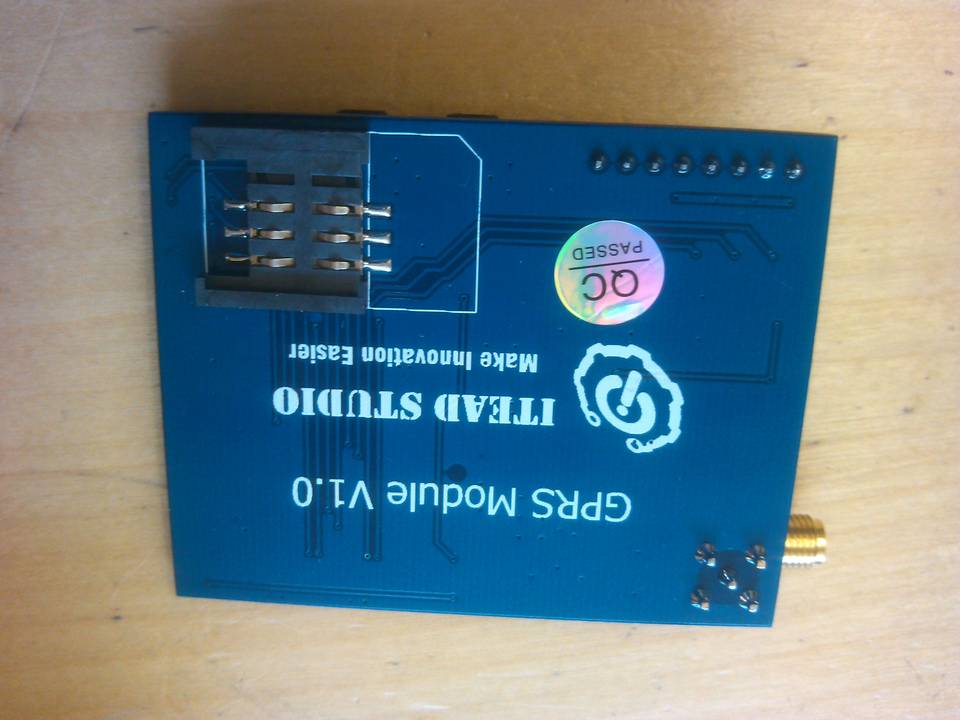 GPRS Module V1.0
ITEAD STUDIO
Make Innovation Easier
QC
PASSED